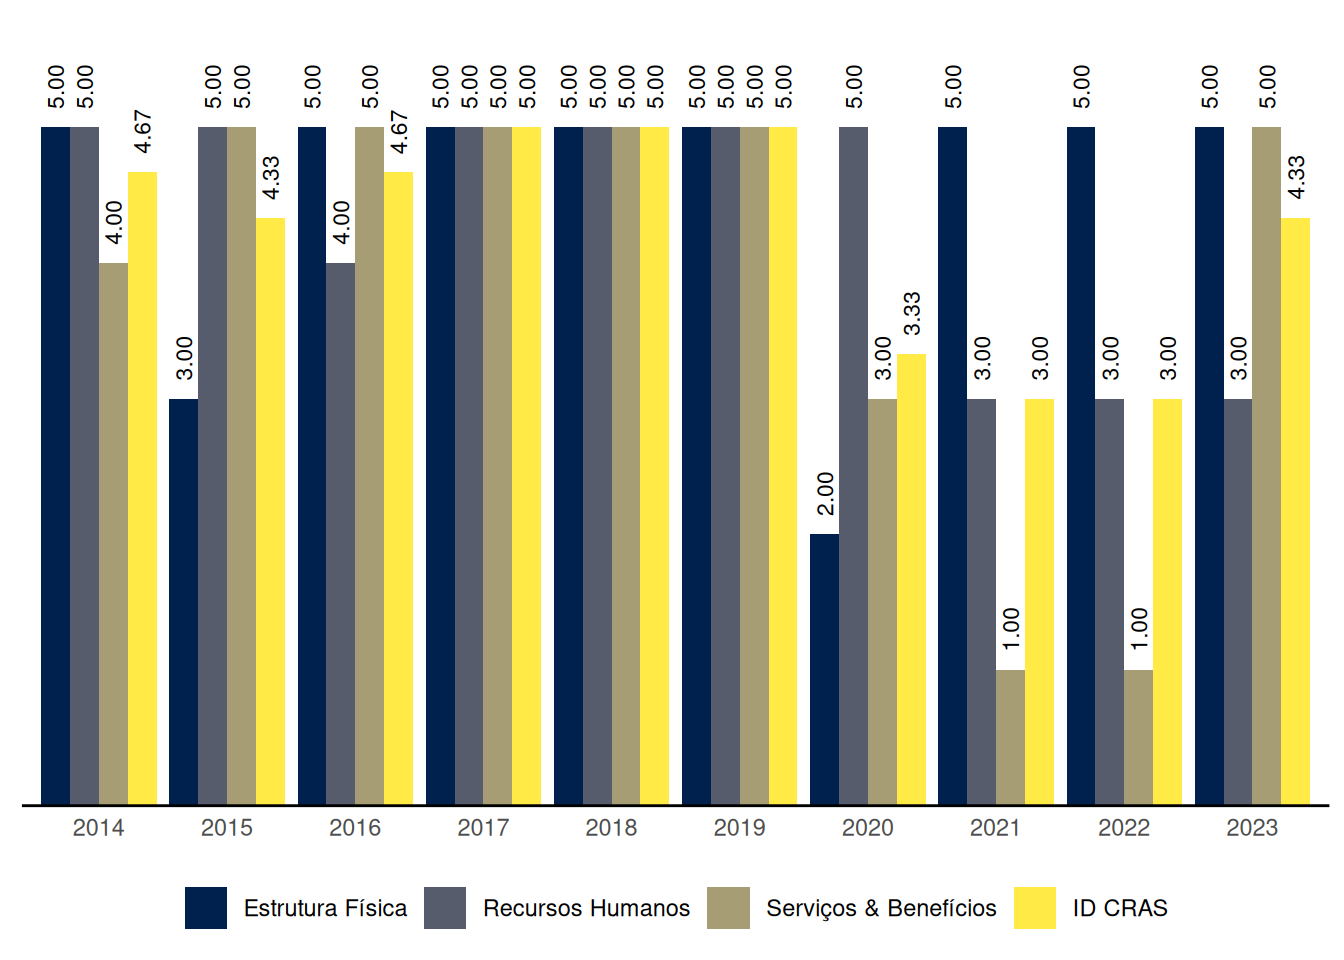 5.00 5.00 4.00 4.67 3.00 5.00 5.00 4.33 5.00 4.00 5.00 4.67 5.00 5.00 5.00 5.00 5.00 5.00 5.00 5.00 5.00 5.00 5.00 5.00 2.00 5.00 3.00 3.33 5.00 3.00 1.00 3.00 5.00 3.00 1.00 3.00 5.00 3.00 5.00 4.33
2014 2015 2016 2017 2018 2019 2020 2021 2022 2023
Estrutura Física Recursos Humanos Serviços & Benefícios ID CRAS